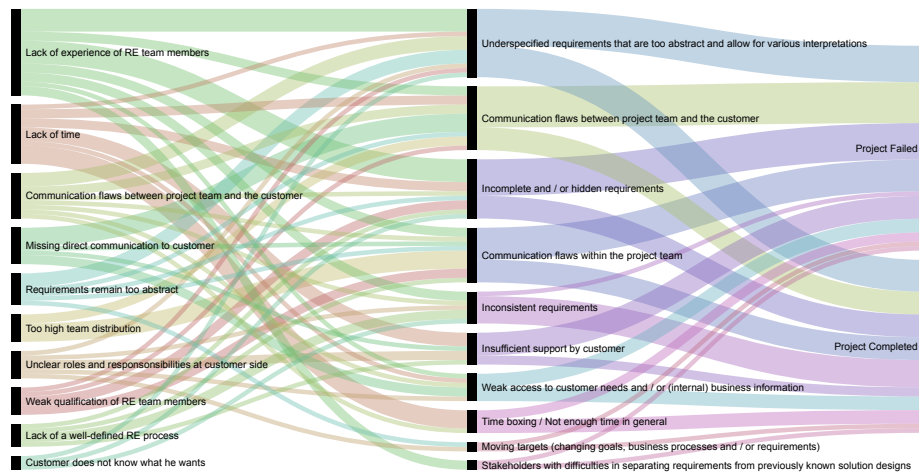 Lack of experience of RE team members
Lack of time
Communication flaws between project team and the customer
Missing direct communication to customer
Requirements remain too abstract
Too high team distribution
Unclear roles and responsonsibilities at customer side
Weak qualification of RE team members
Lack of a well-defined RE process
Customer does not know what he wants
Underspecified requirements that are too abstract and allow for various interpretations
Communication flaws between project team and the customer
Incomplete and / or hidden requirements
Communication flaws within the project team
Inconsistent requirements
Insufficient support by customer
Weak access to customer needs and / or (internal) business information
Time boxing / Not enough time in general
Moving targets (changing goals, business processes and / or requirements)
Stakeholders with difficulties in separating requirements from previously known solution designs
Project Failed
Project Completed